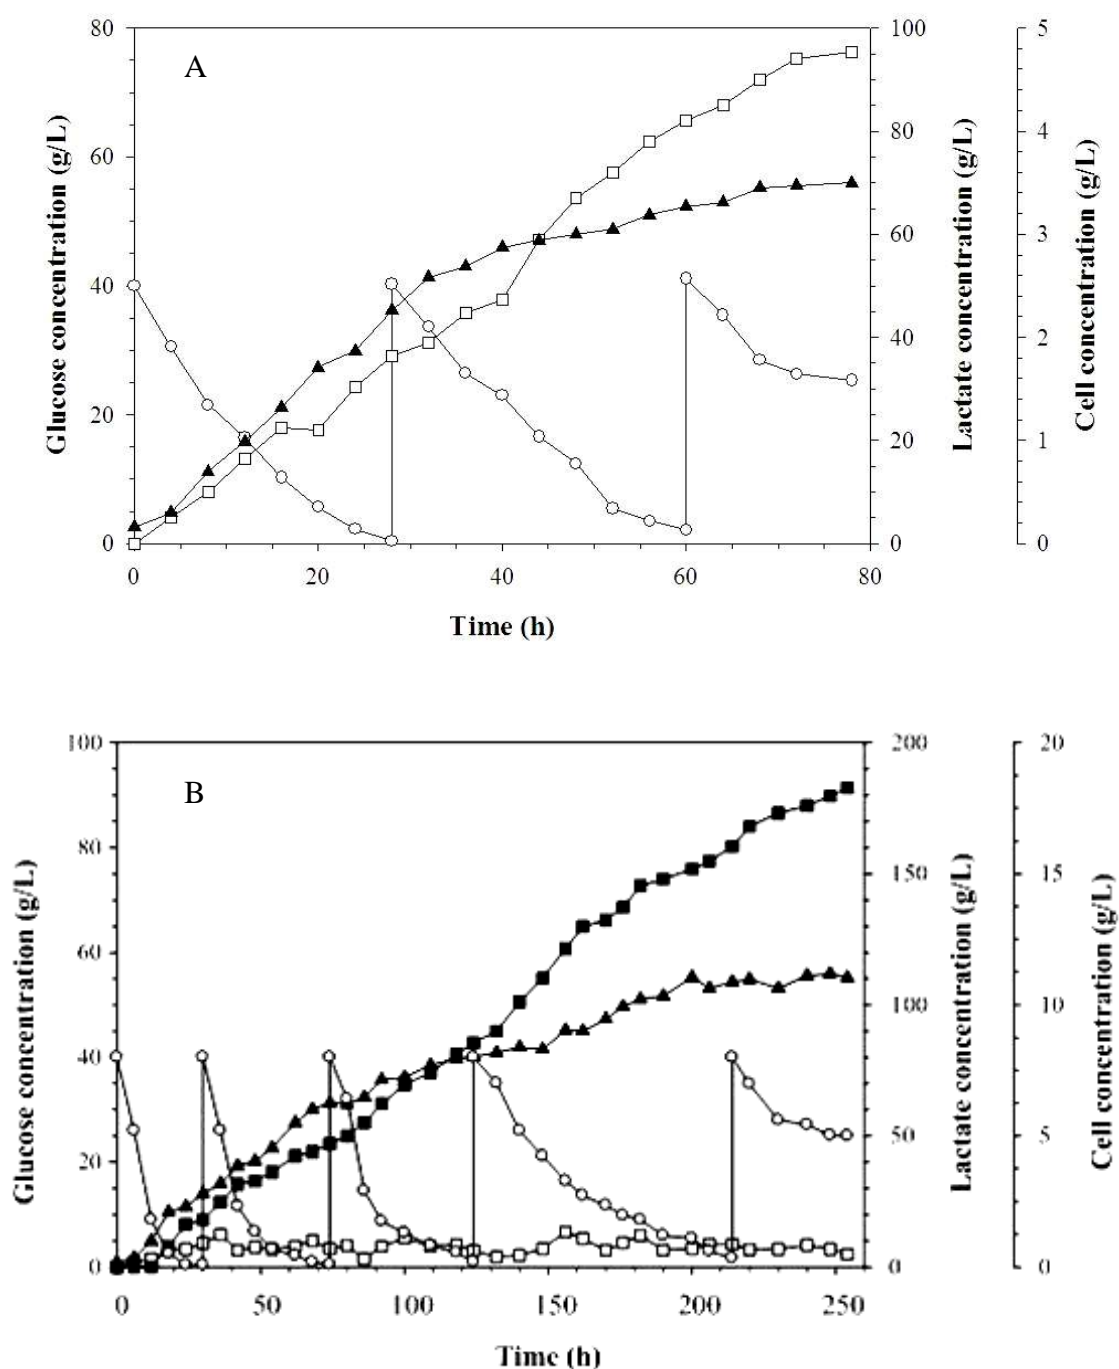 A
80
60
40
20
0
Glucose concentration (g/L)
100
80
60
40
20
0
Lactate concentration (g/L)
5
4
3
2
1
0
Cell concentration (g/L)
0 20 40 60 80
Time (h)
B
100
80
60
40
20
0
Glucose concentration (g/L)
200
150
100
50
0
Lactate concentration (g/L)
20
15
10
5
0
Cell concentration (g/L)
0 50 100 150 200 250
Time (h)